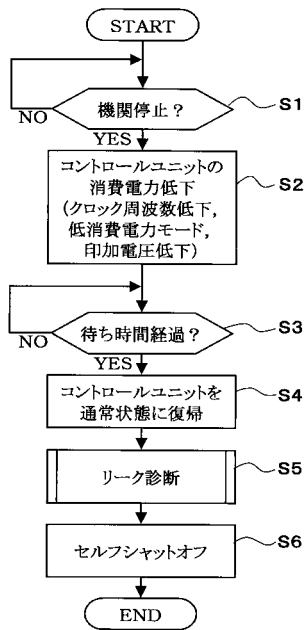 START
機関停止？
S1
NO
YES
コントロールユニットの
消費電力低下
(クロック周波数低下，
低消費電力モード，
印加電圧低下)
S2
待ち時間経過？
S3
NO
YES
コントロールユニットを
通常状態に復帰
S4
リーク診断
S5
セルフシャットオフ
S6
END